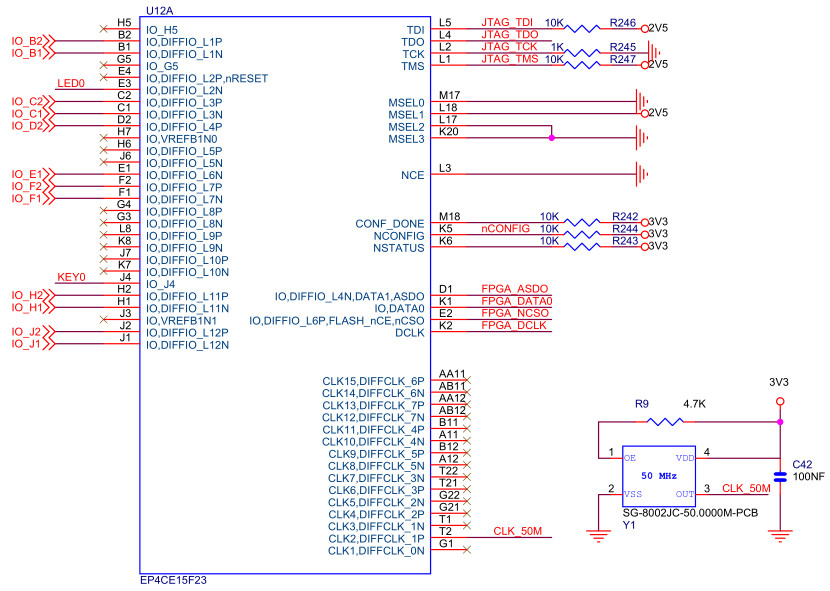 U12A
H5 IO_H5
IO_B2 B2 IO,DIFFIO_L1P
IO_B1 B1 IO,DIFFIO_L1N
G5 IO_G5
E4 IO,DIFFIO_L2P,nRESET
LED0 E3 IO,DIFFIO_L2N
IO_C2 C2 IO,DIFFIO_L3P
IO_C1 C1 IO,DIFFIO_L3N
IO_D2 D2 IO,DIFFIO_L4P
H7 IO,VREFB1N0
H6 IO,DIFFIO_L5P
J6 IO,DIFFIO_L5N
IO_E1 E1 IO,DIFFIO_L6N
IO_F2 F2 IO,DIFFIO_L7P
IO_F1 F1 IO,DIFFIO_L7N
G4 IO,DIFFIO_L8P
G3 IO,DIFFIO_L8N
L8 IO,DIFFIO_L9P
K8 IO,DIFFIO_L9N
J7 IO,DIFFIO_L10P
K7 IO,DIFFIO_L10N
KEY0 J4 IO_J4
IO_H2 H2 IO,DIFFIO_L11P
IO_H1 H1 IO,DIFFIO_L11N
J3 IO,VREFB1N1
IO_J2 J2 IO,DIFFIO_L12P
IO_J1 J1 IO,DIFFIO_L12N
TDI L5 JTAG_TDI 10K R246 2V5
TDO L4 JTAG_TDO
TCK L2 JTAG_TCK 1K R245
TMS L1 JTAG_TMS 10K R247 2V5
MSEL0 M17
MSEL1 L18 2V5
MSEL2 L17
MSEL3 K20
NCE L3
CONF_DONE M18 10K R242 3V3
NCONFIG K5 nCONFIG 10K R244 3V3
NSTATUS K6 10K R243 3V3
IO,DIFFIO_L4N,DATA1,ASDO D1 FPGA_ASDO
IO,DATA0 K1 FPGA_DATA0
IO,DIFFIO_L6P,FLASH_nCE,nCSO E2 FPGA_NCSO
DCLK K2 FPGA_DCLK
CLK15,DIFFCLK_6P AA11
CLK14,DIFFCLK_6N AB11
CLK13,DIFFCLK_7P AA12
CLK12,DIFFCLK_7N AB12
CLK11,DIFFCLK_4P B11
CLK10,DIFFCLK_4N A11
CLK9,DIFFCLK_5P B12
CLK8,DIFFCLK_5N A12
CLK7,DIFFCLK_3N T22
CLK6,DIFFCLK_3P T21
CLK5,DIFFCLK_2N G22
CLK4,DIFFCLK_2P G21
CLK3,DIFFCLK_1N T1
CLK2,DIFFCLK_1P T2 CLK_50M
CLK1,DIFFCLK_0N G1
EP4CE15F23
3V3
R9 4.7K
1 OE VDD 4
50 MHz
2 VSS OUT 3 CLK_50M
C42
100NF
SG-8002JC-50.0000M-PCB
Y1